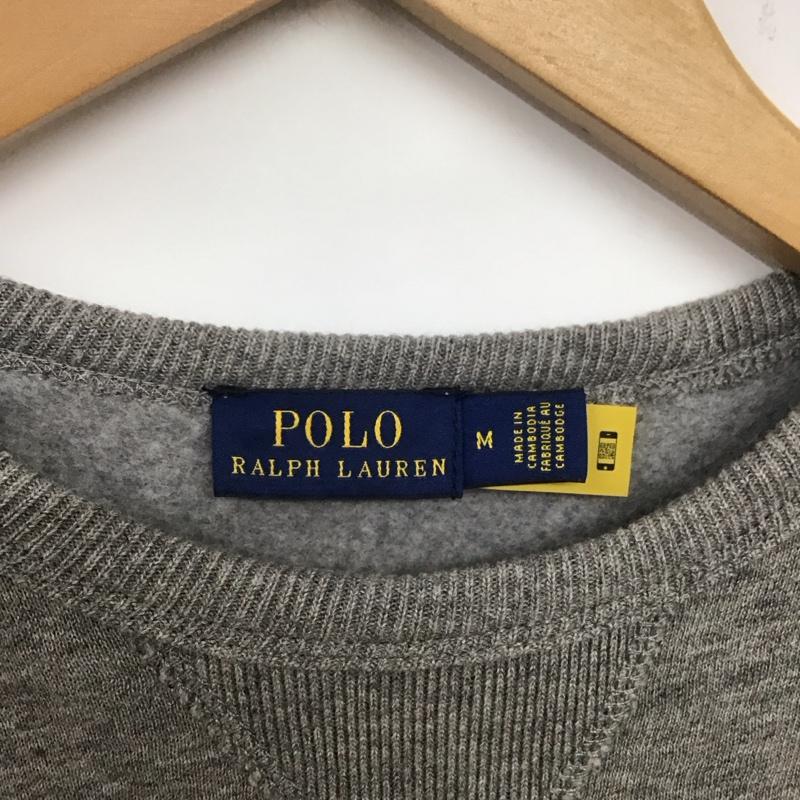 POLO
RALPH LAUREN
M
MADE IN
CAMBODIA
FABRIQUÉ AU
CAMBODGE